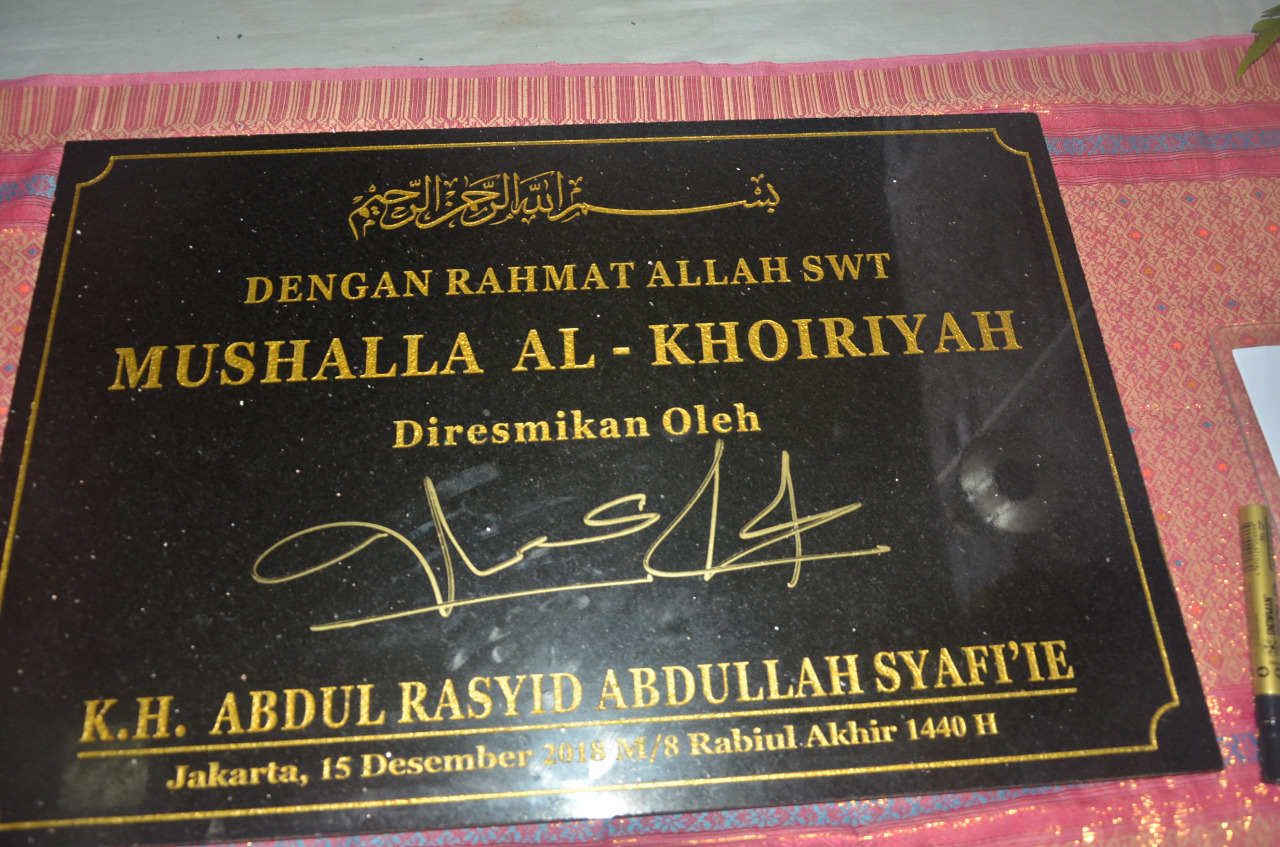 بسم الله الرحمن الرحيم
DENGAN RAHMAT ALLAH SWT
MUSHALLA AL - KHOIRIYAH
Diresmikan Oleh
K.H. ABDUL RASYID ABDULLAH SYAFI'IE
Jakarta, 15 Desember 2018 M/8 Rabiul Akhir 1440 H